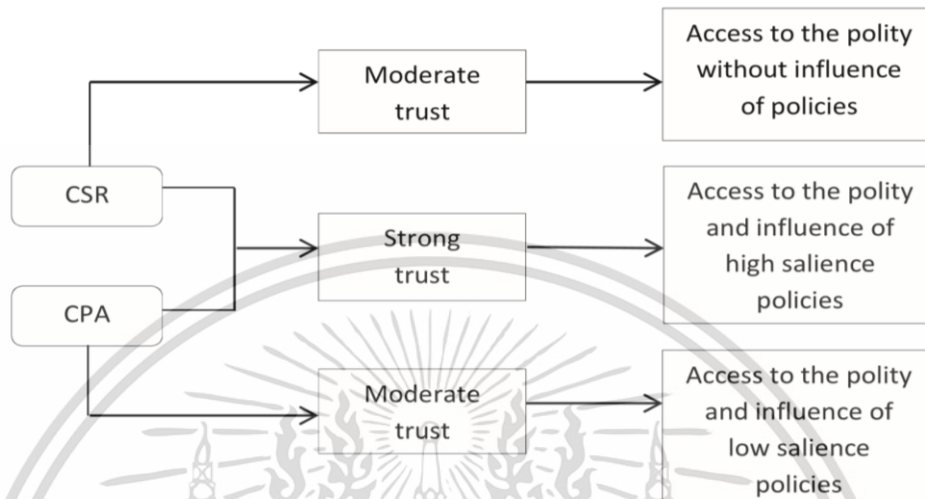 Moderate
trust
Access to the polity
without influence
of policies
CSR
Strong
trust
Access to the polity
and influence of
high salience
policies
CPA
Moderate
trust
Access to the polity
and influence of
low salience
policies